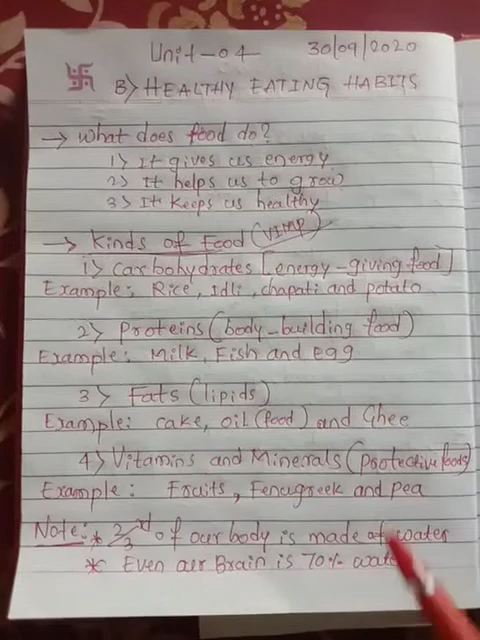 Unit-04 30/09/2020
卐
B) HEALTHY EATING HABITS
→ What does food do?
1) It gives us energy
2) It helps us to grow
3) It keeps us healthy
→ Kinds of Food (VIMP)
1) Carbohydrates [energy-giving food]
Example: Rice, Idli, chapati and potato
2) Proteins (body-building food)
Example: Milk, Fish and egg
3) Fats (lipids)
Example: cake, oil (food) and Ghee
4) Vitamins and Minerals (protective foods)
Example: Fruits, Fenugreek and pea
Note: * 2/3rd of our body is made of water
* Even our Brain is 70% water